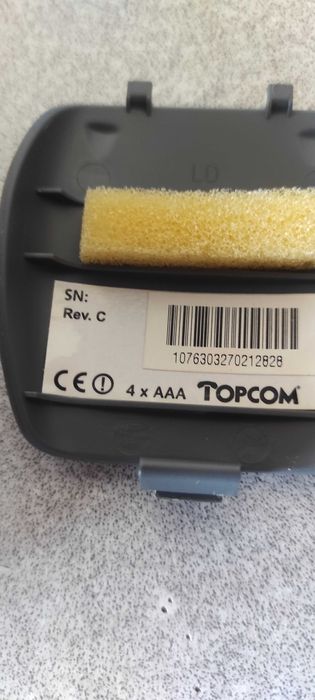 LD
SN:
Rev. C
1076303270212828
CE 4 x AAA TOPCOM